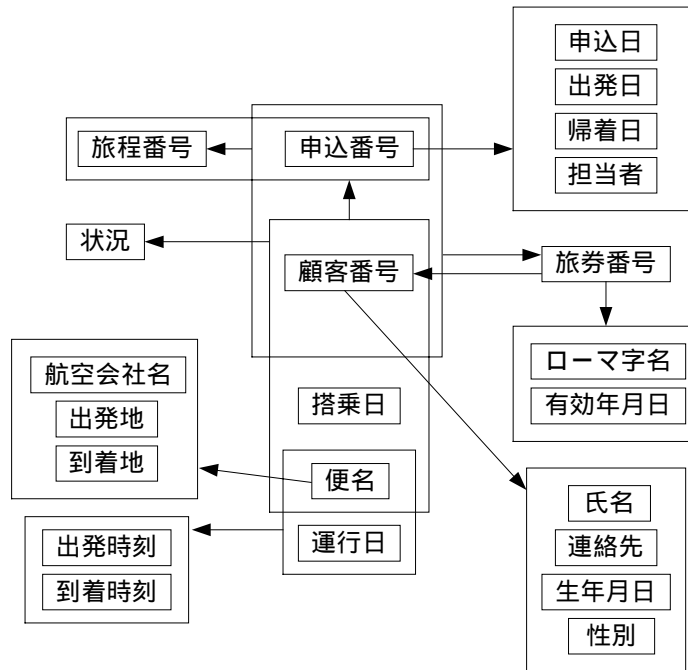 申込日
出発日
帰着日
担当者
旅程番号
申込番号
状況
顧客番号
旅券番号
ローマ字名
有効年月日
航空会社名
出発地
到着地
搭乗日
便名
運行日
出発時刻
到着時刻
氏名
連絡先
生年月日
性別